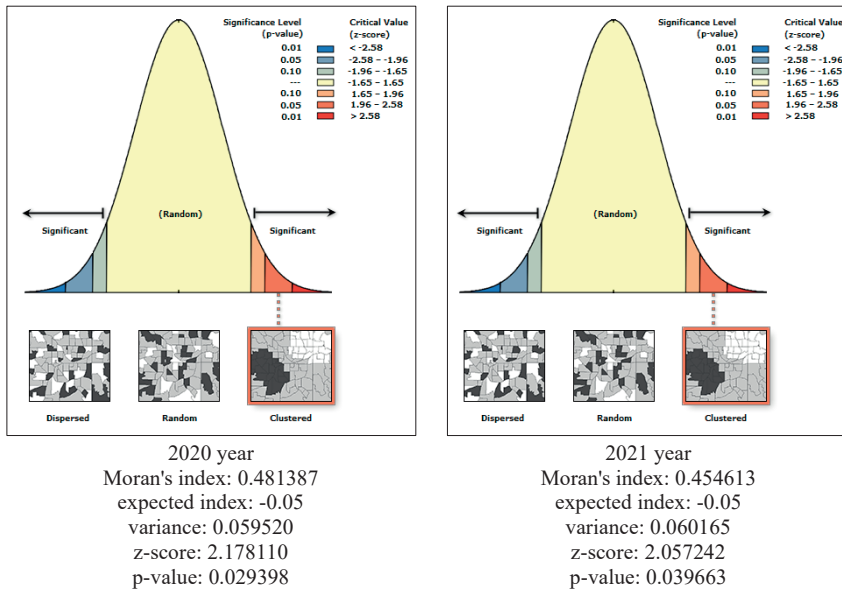 Significance Level Critical Value
(p-value) (z-score)
0.01 < -2.58
0.05 -2.58 – -1.96
0.10 -1.96 – -1.65
--- -1.65 – 1.65
0.10 1.65 – 1.96
0.05 1.96 – 2.58
0.01 > 2.58
(Random)
Significant Significant
Dispersed Random Clustered
2020 year
Moran's index: 0.481387
expected index: -0.05
variance: 0.059520
z-score: 2.178110
p-value: 0.029398
Significance Level Critical Value
(p-value) (z-score)
0.01 < -2.58
0.05 -2.58 – -1.96
0.10 -1.96 – -1.65
--- -1.65 – 1.65
0.10 1.65 – 1.96
0.05 1.96 – 2.58
0.01 > 2.58
(Random)
Significant Significant
Dispersed Random Clustered
2021 year
Moran's index: 0.454613
expected index: -0.05
variance: 0.060165
z-score: 2.057242
p-value: 0.039663